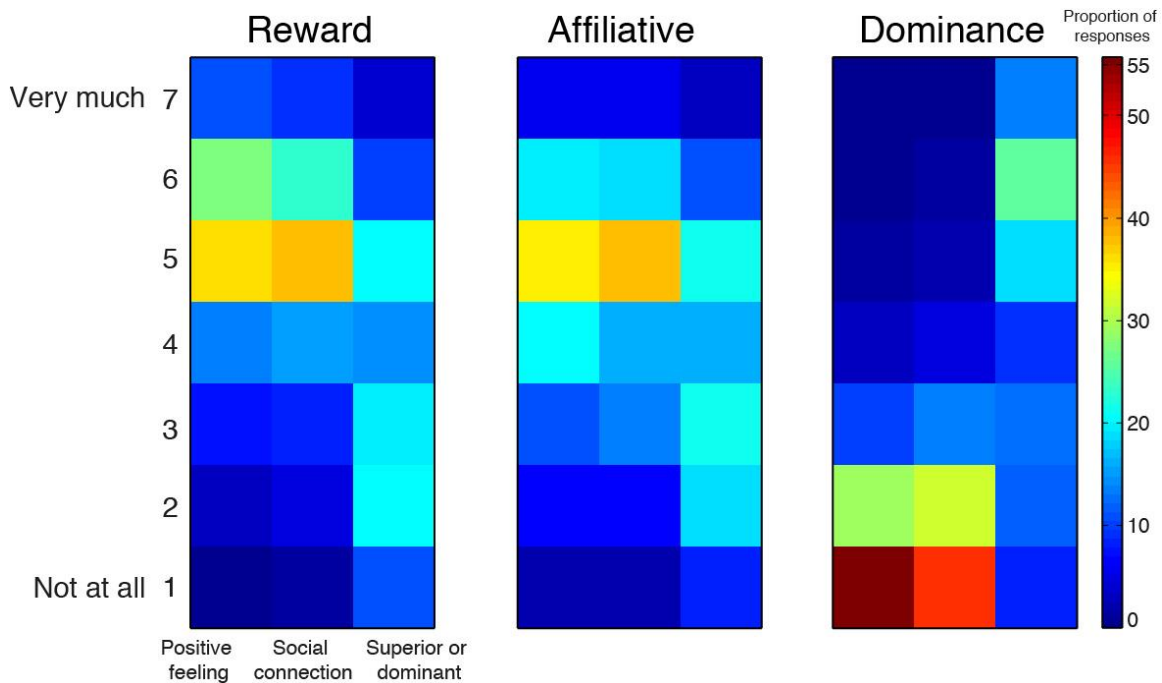 Reward
Affiliative
Dominance
Proportion of
responses
Very much 7
6
5
4
3
2
Not at all 1
55
40
30
20
10
0
Positive
feeling
Social
connection
Superior or
dominant